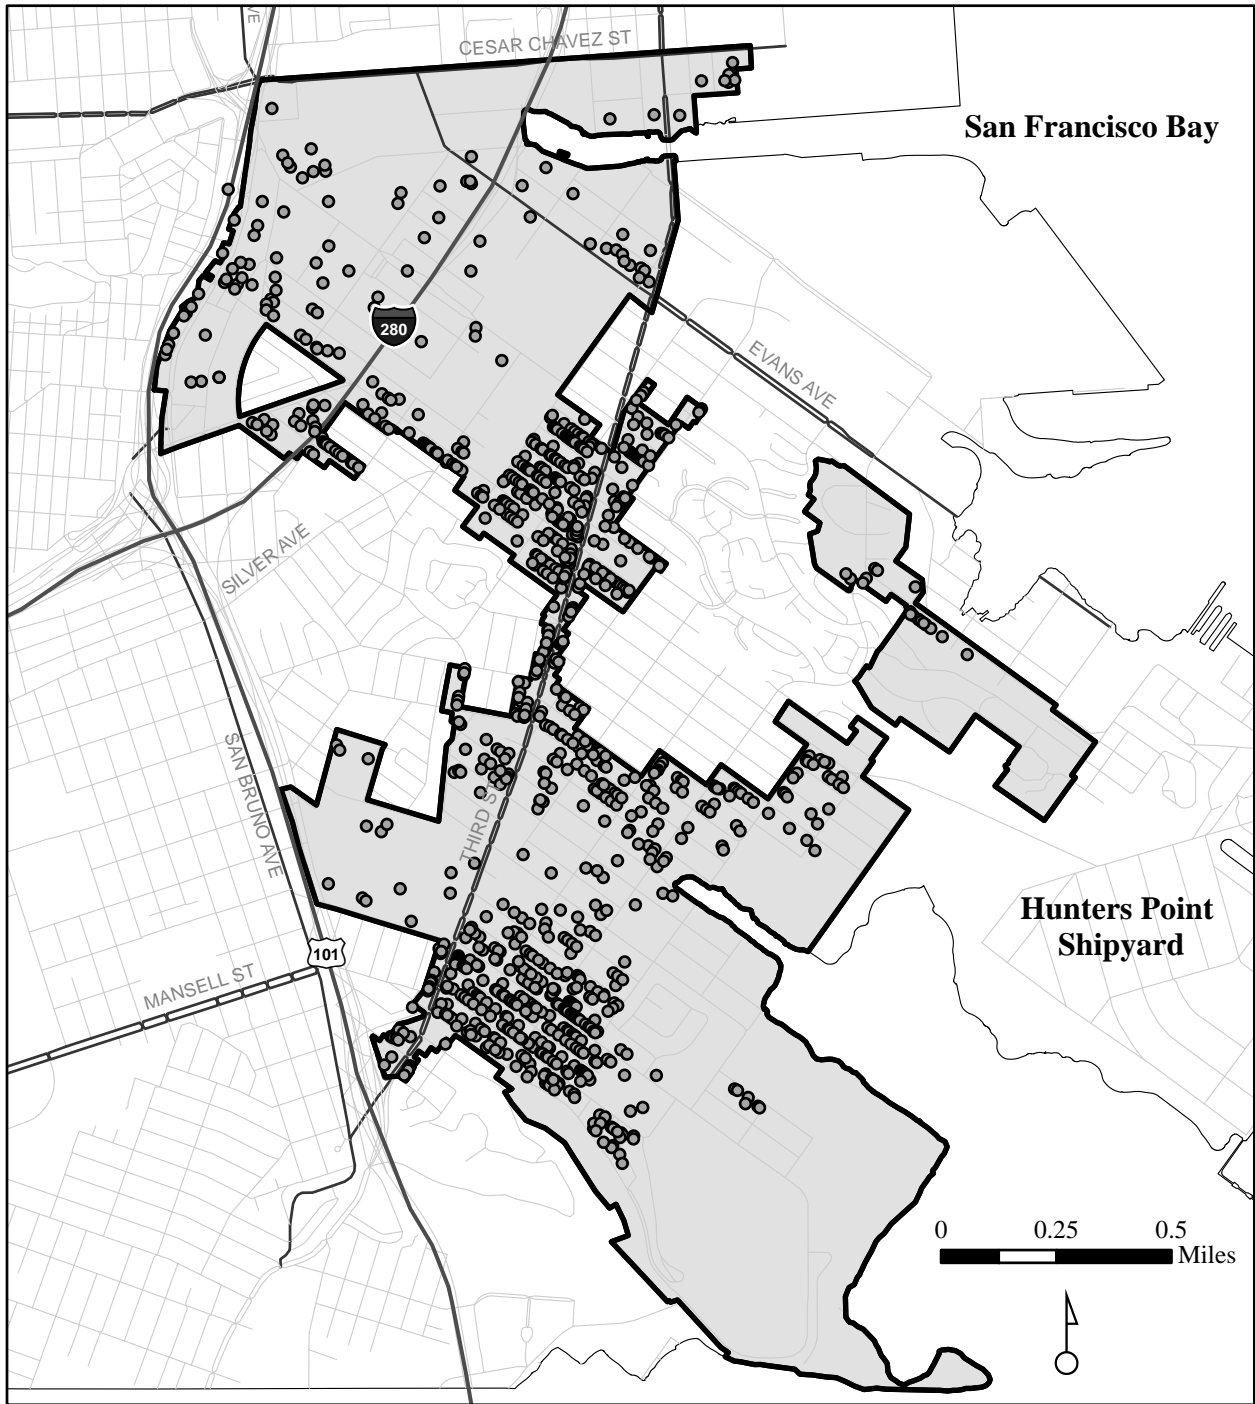 AVE
CESAR CHAVEZ ST
San Francisco Bay
280
EVANS AVE
SILVER AVE
SAN BRUNO AVE
THIRD ST
Hunters Point
Shipyard
101
MANSELL ST
0 0.25 0.5
Miles